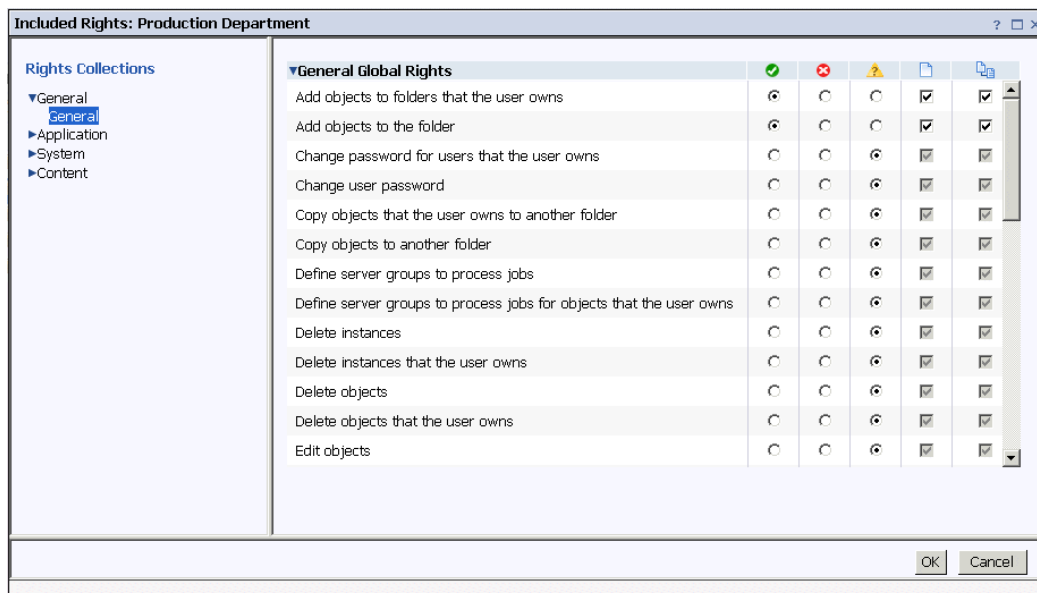 Included Rights: Production Department
?
Rights Collections
General
General
Application
System
Content
General Global Rights
Add objects to folders that the user owns
Add objects to the folder
Change password for users that the user owns
Change user password
Copy objects that the user owns to another folder
Copy objects to another folder
Define server groups to process jobs
Define server groups to process jobs for objects that the user owns
Delete instances
Delete instances that the user owns
Delete objects
Delete objects that the user owns
Edit objects
OK Cancel